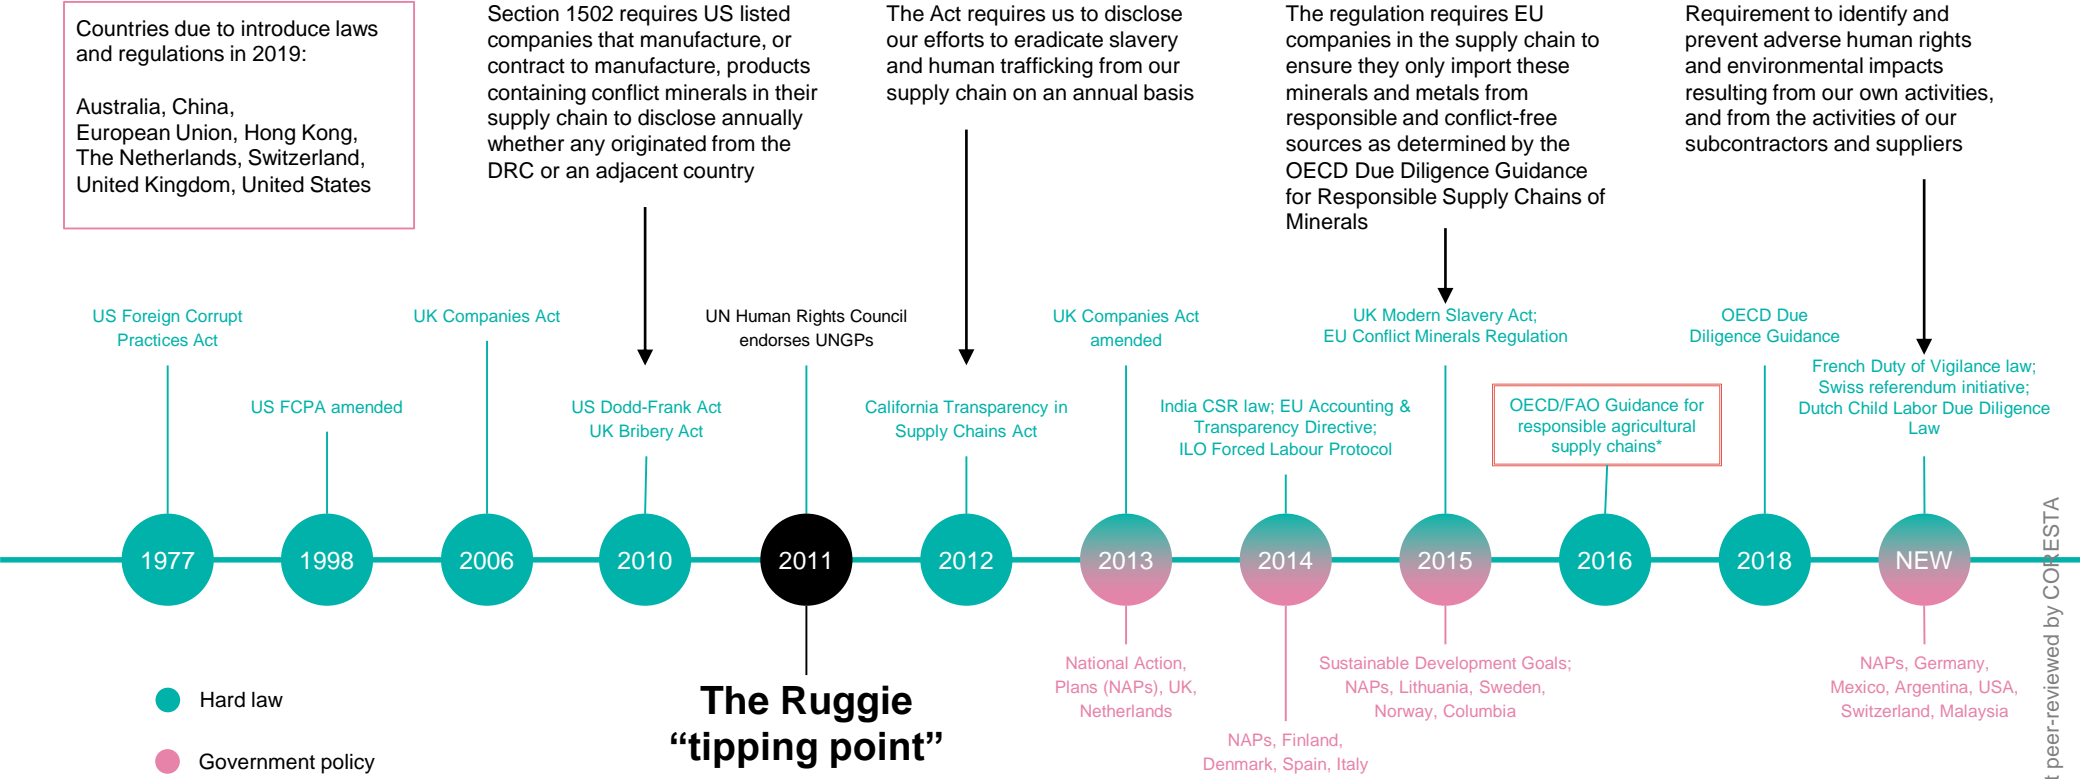 Countries due to introduce laws
and regulations in 2019:
Australia, China,
European Union, Hong Kong,
The Netherlands, Switzerland,
United Kingdom, United States
Section 1502 requires US listed
companies that manufacture, or
contract to manufacture, products
containing conflict minerals in their
supply chain to disclose annually
whether any originated from the
DRC or an adjacent country
The Act requires us to disclose
our efforts to eradicate slavery
and human trafficking from our
supply chain on an annual basis
The regulation requires EU
companies in the supply chain to
ensure they only import these
minerals and metals from
responsible and conflict-free
sources as determined by the
OECD Due Diligence Guidance
for Responsible Supply Chains of
Minerals
Requirement to identify and
prevent adverse human rights
and environmental impacts
resulting from our own activities,
and from the activities of our
subcontractors and suppliers
US Foreign Corrupt
Practices Act
US FCPA amended
UK Companies Act
US Dodd-Frank Act
UK Bribery Act
UN Human Rights Council
endorses UNGPs
California Transparency in
Supply Chains Act
UK Companies Act
amended
India CSR law; EU Accounting &
Transparency Directive;
ILO Forced Labour Protocol
UK Modern Slavery Act;
EU Conflict Minerals Regulation
OECD/FAO Guidance for
responsible agricultural
supply chains*
OECD Due
Diligence Guidance
French Duty of Vigilance law;
Swiss referendum initiative;
Dutch Child Labor Due Diligence
Law
1977
1998
2006
2010
2011
2012
2013
2014
2015
2016
2018
NEW
The Ruggie
“tipping point”
National Action,
Plans (NAPs), UK,
Netherlands
NAPs, Finland,
Denmark, Spain, Italy
Sustainable Development Goals;
NAPs, Lithuania, Sweden,
Norway, Columbia
NAPs, Germany,
Mexico, Argentina, USA,
Switzerland, Malaysia
Hard law
Government policy
peer-reviewed by CORESTA